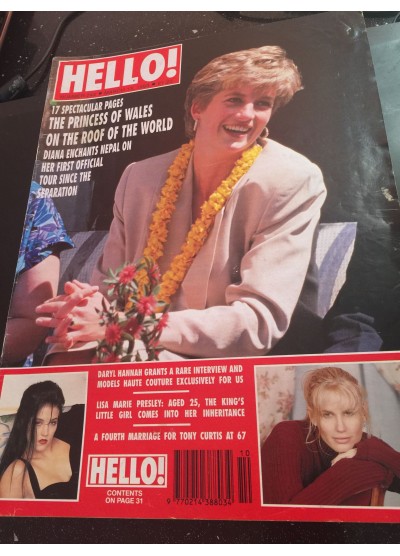 HELLO!
17 SPECTACULAR PAGES
THE PRINCESS OF WALES
ON THE ROOF OF THE WORLD
DIANA ENCHANTS NEPAL ON
HER FIRST OFFICIAL
TOUR SINCE THE
SEPARATION
DARYL HANNAH GRANTS A RARE INTERVIEW AND
MODELS HAUTE COUTURE EXCLUSIVELY FOR US
LISA MARIE PRESLEY: AGED 25, THE KING'S
LITTLE GIRL COMES INTO HER INHERITANCE
A FOURTH MARRIAGE FOR TONY CURTIS AT 67
HELLO!
CONTENTS
ON PAGE 31
10
9 770214 388034